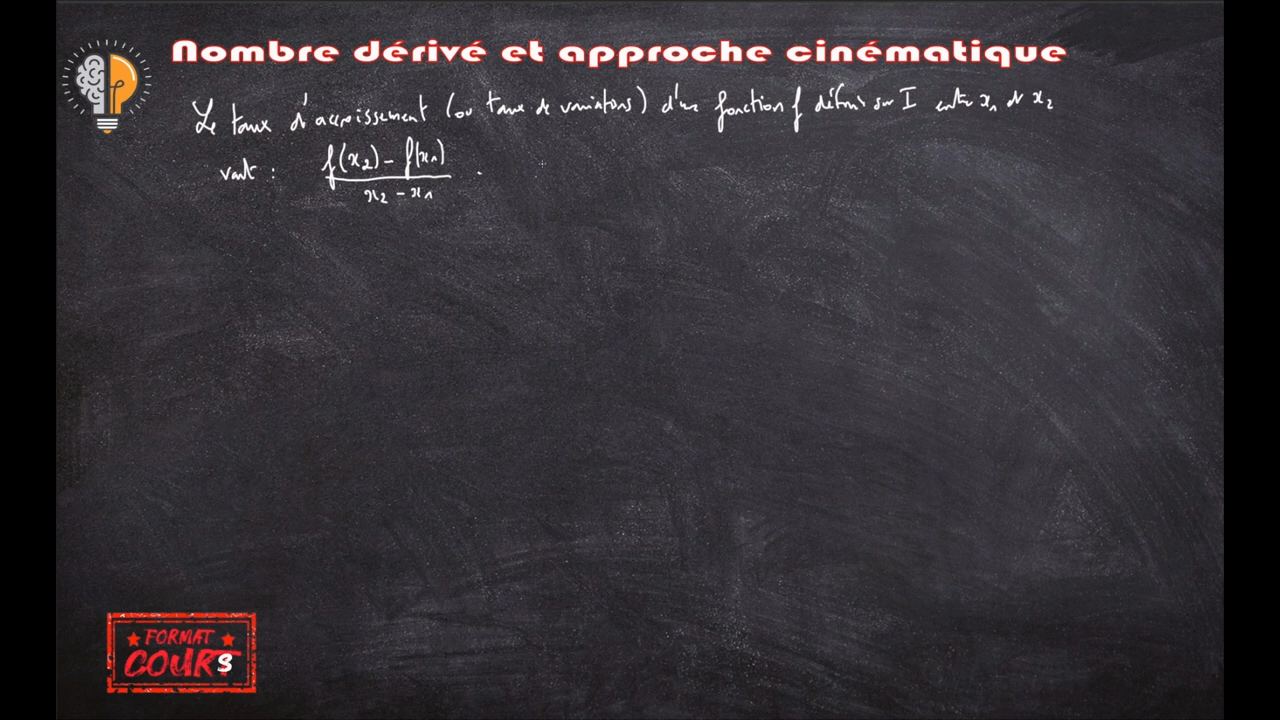 Nombre dérivé et approche cinématique
Le taux d'accroissement (ou taux de variations) d'une fonction f définie sur I entre x₁ et x₂
vaut : (f(x₂) - f(x₁))/(x₂ - x₁) .
FORMAT
COURS